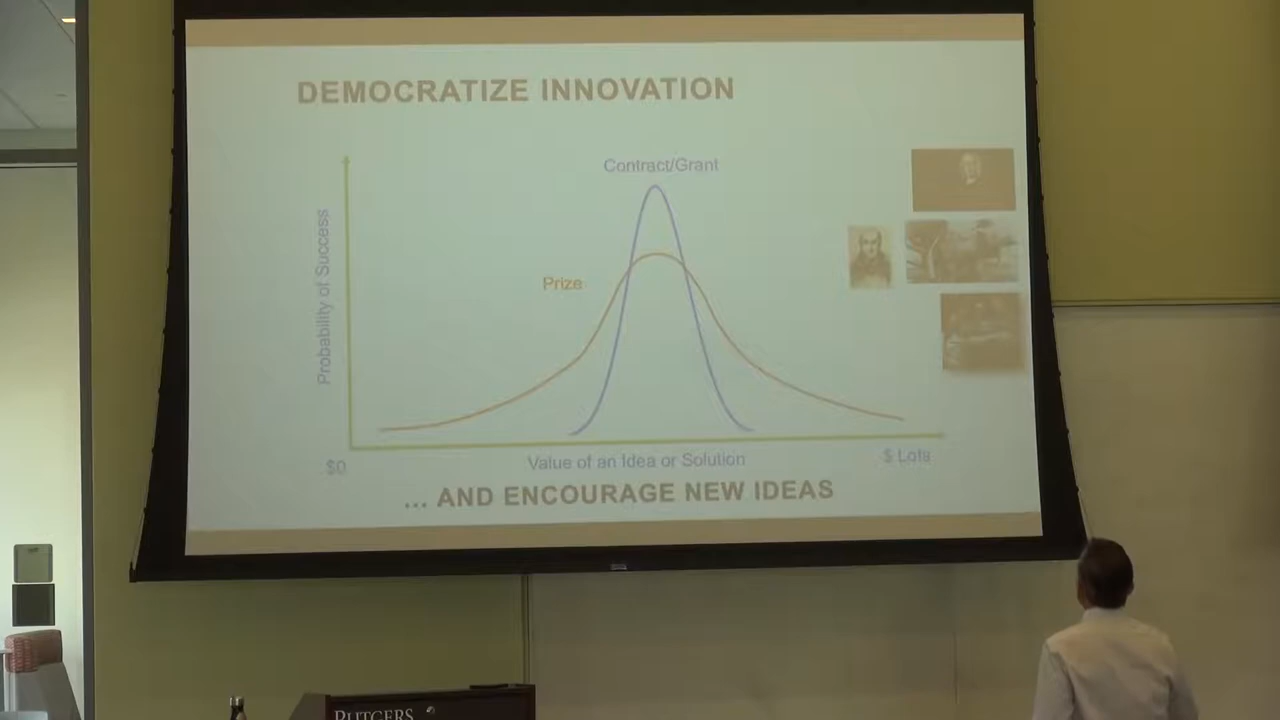 DEMOCRATIZE INNOVATION
Contract/Grant
Prize
Probability of Success
$0
Value of an Idea or Solution
$ Lots
... AND ENCOURAGE NEW IDEAS
RUTGERS